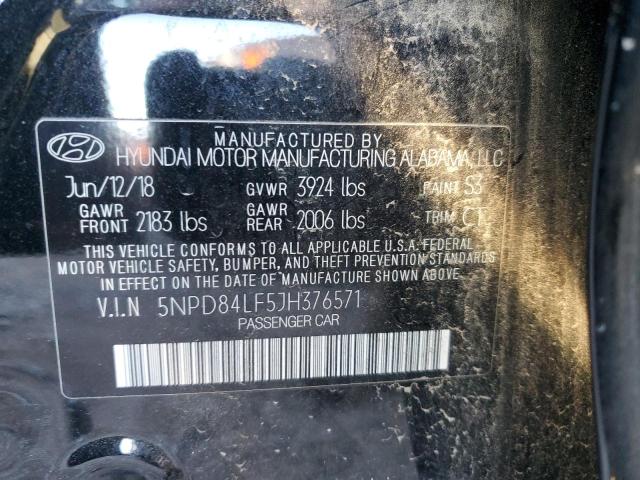 MANUFACTURED BY
HYUNDAI MOTOR MANUFACTURING ALABAMA, LLC
Jun/12/18 GVWR 3924 lbs PAINT S3
GAWR FRONT 2183 lbs GAWR REAR 2006 lbs TRIM CT
THIS VEHICLE CONFORMS TO ALL APPLICABLE U.S.A. FEDERAL
MOTOR VEHICLE SAFETY, BUMPER, AND THEFT PREVENTION STANDARDS
IN EFFECT ON THE DATE OF MANUFACTURE SHOWN ABOVE.
V.I.N 5NPD84LF5JH376571
PASSENGER CAR